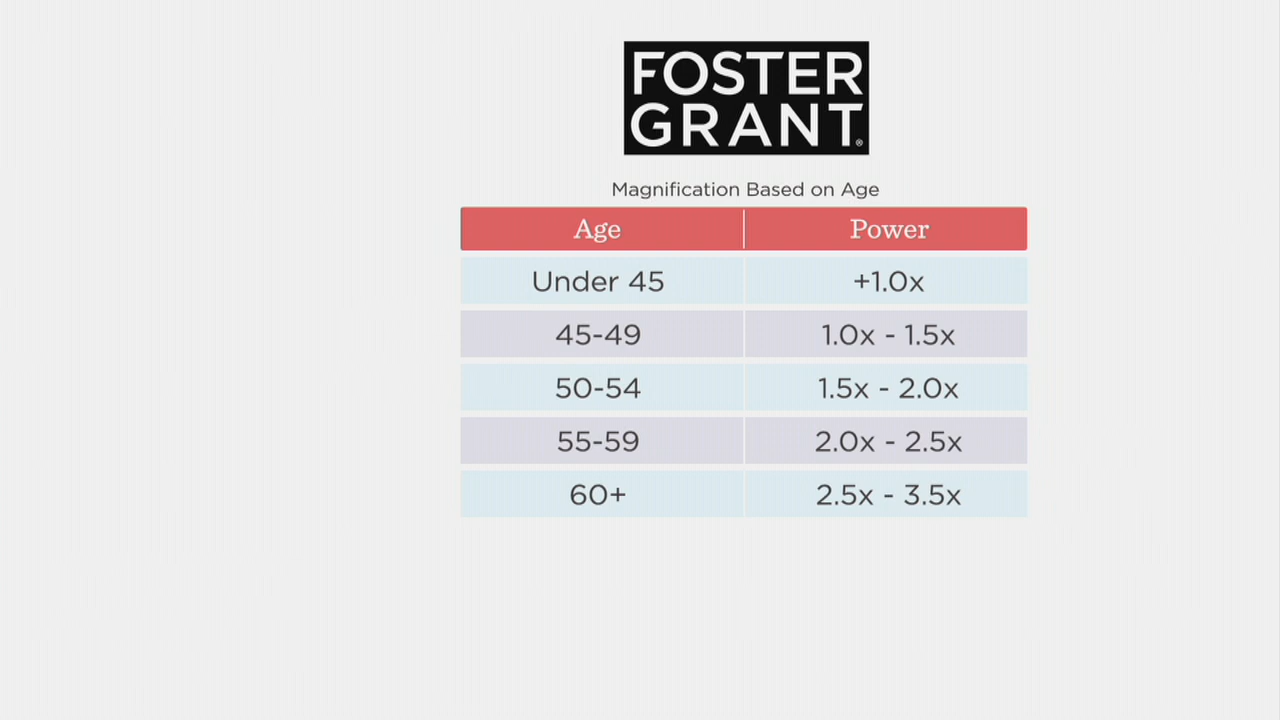 FOSTER
GRANT®
Magnification Based on Age
Age Power
Under 45 +1.0x
45-49 1.0x - 1.5x
50-54 1.5x - 2.0x
55-59 2.0x - 2.5x
60+ 2.5x - 3.5x